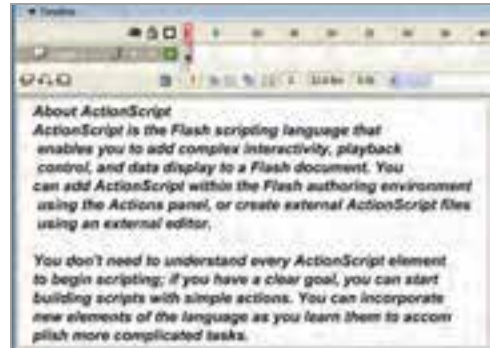 Timeline
About ActionScript
ActionScript is the Flash scripting language that
enables you to add complex interactivity, playback
control, and data display to a Flash document. You
can add ActionScript within the Flash authoring environment
using the Actions panel, or create external ActionScript files
using an external editor.
You don't need to understand every ActionScript element
to begin scripting; if you have a clear goal, you can start
building scripts with simple actions. You can incorporate
new elements of the language as you learn them to accom
plish more complicated tasks.